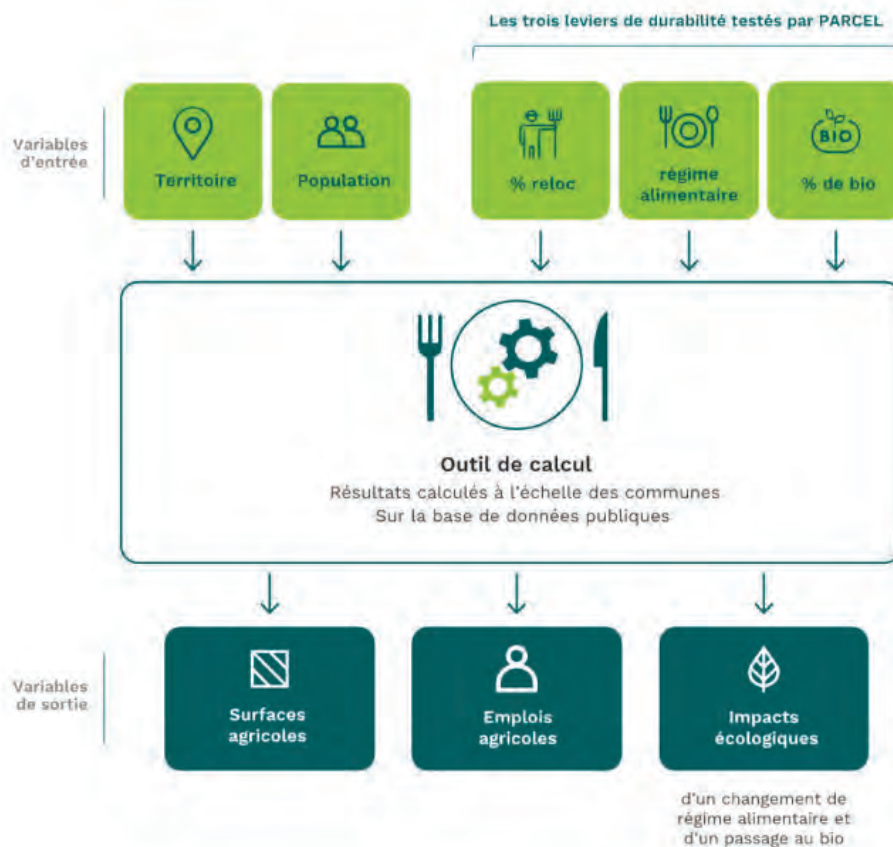 Les trois leviers de durabilité testés par PARCEL
Variables
d'entrée
Territoire
Population
% reloc
régime
alimentaire
BIO
% de bio
Outil de calcul
Résultats calculés à l'échelle des communes
Sur la base de données publiques
Variables
de sortie
Surfaces
agricoles
Emplois
agricoles
Impacts
écologiques
d'un changement de
régime alimentaire et
d'un passage au bio